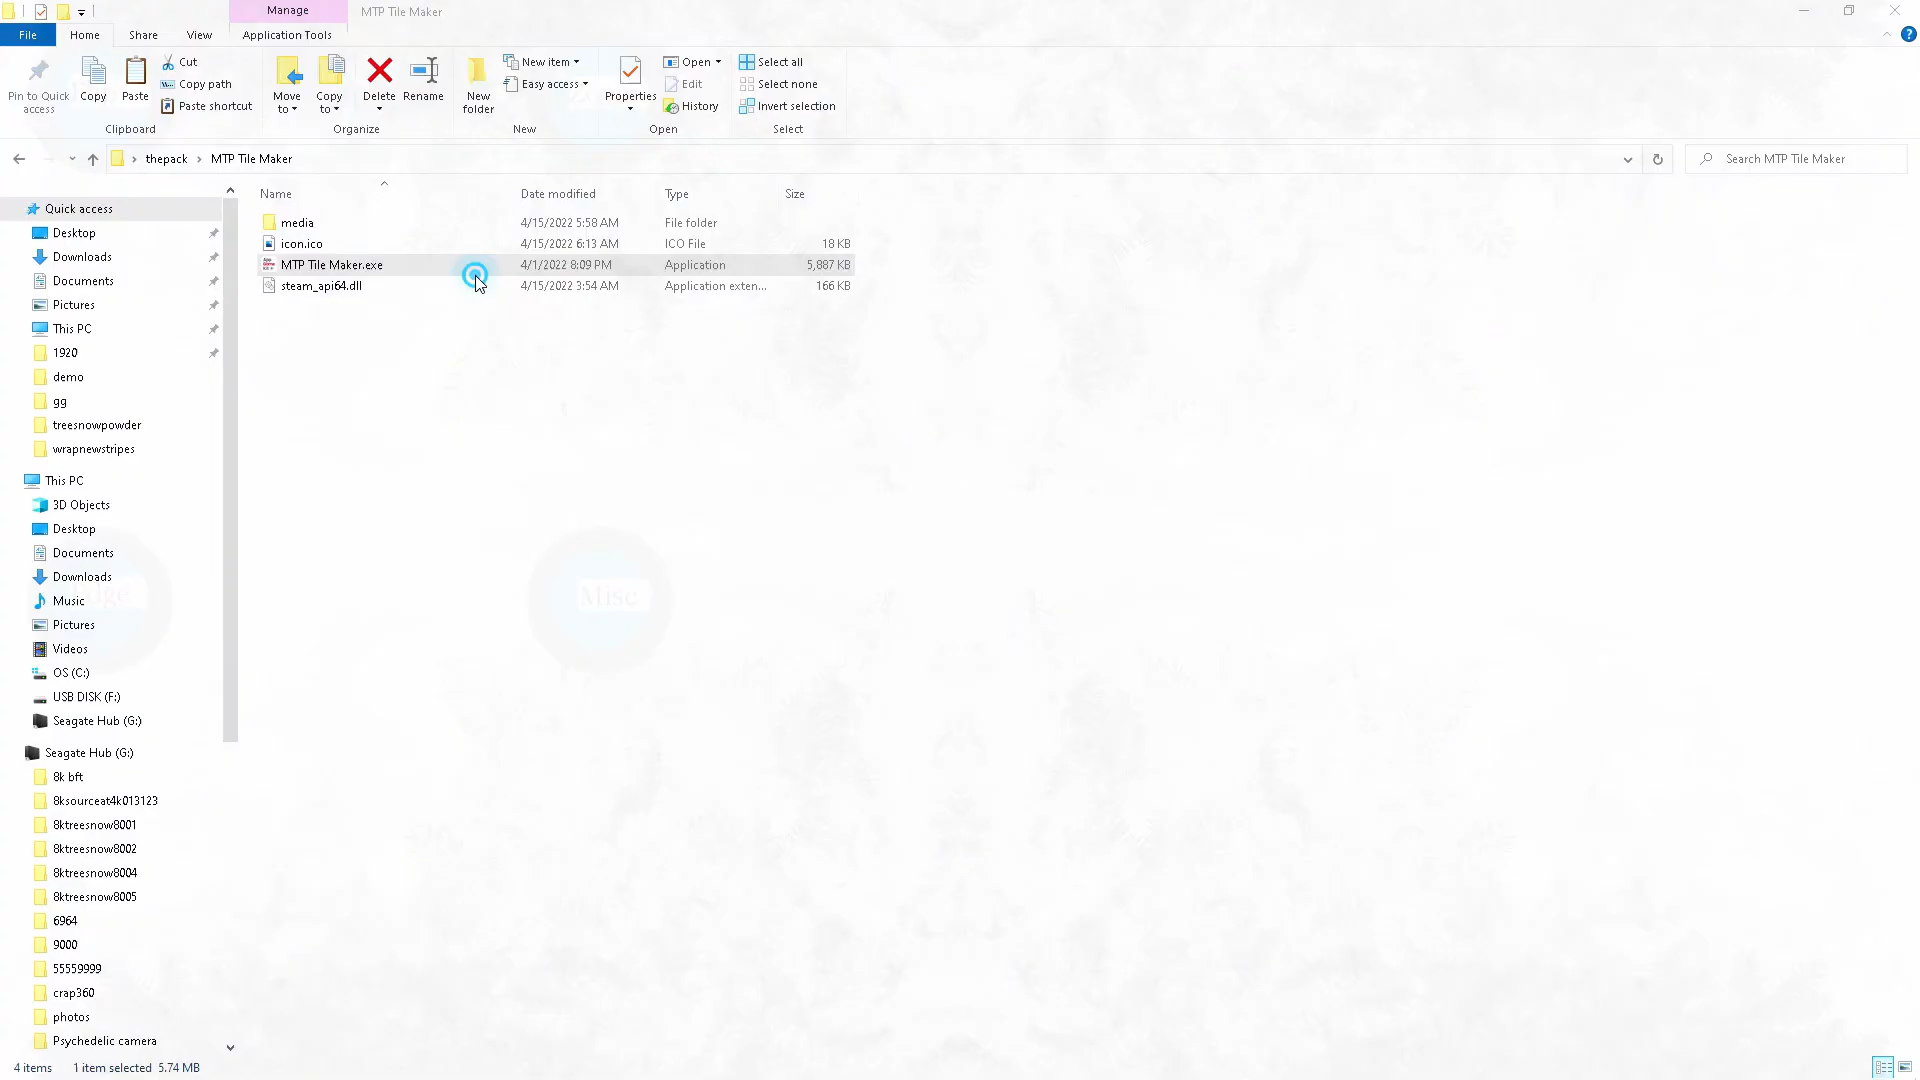 Manage
MTP Tile Maker
File
Home
Share
View
Application Tools
Pin to Quick access
Copy
Paste
Cut
Copy path
Paste shortcut
Clipboard
Move to
Copy to
Delete
Rename
Organize
New folder
New item
Easy access
New
Properties
Open
Edit
History
Open
Select all
Select none
Invert selection
Select
thepack
MTP Tile Maker
Search MTP Tile Maker
Name
Date modified
Type
Size
media 4/15/2022 5:58 AM File folder
icon.ico 4/15/2022 6:13 AM ICO File 18 KB
MTP Tile Maker.exe 4/1/2022 8:09 PM Application 5,887 KB
steam_api64.dll 4/15/2022 3:54 AM Application exten... 166 KB
Quick access
Desktop
Downloads
Documents
Pictures
This PC
1920
demo
gg
treesnowpowder
wrapnewstripes
This PC
3D Objects
Desktop
Documents
Downloads
Music
Pictures
Videos
OS (C:)
USB DISK (F:)
Seagate Hub (G:)
Seagate Hub (G:)
8k bft
8ksourceat4k013123
8ktreesnow8001
8ktreesnow8002
8ktreesnow8004
8ktreesnow8005
6964
9000
55559999
crap360
photos
Psychedelic camera
Misc
4 items
1 item selected 5.74 MB